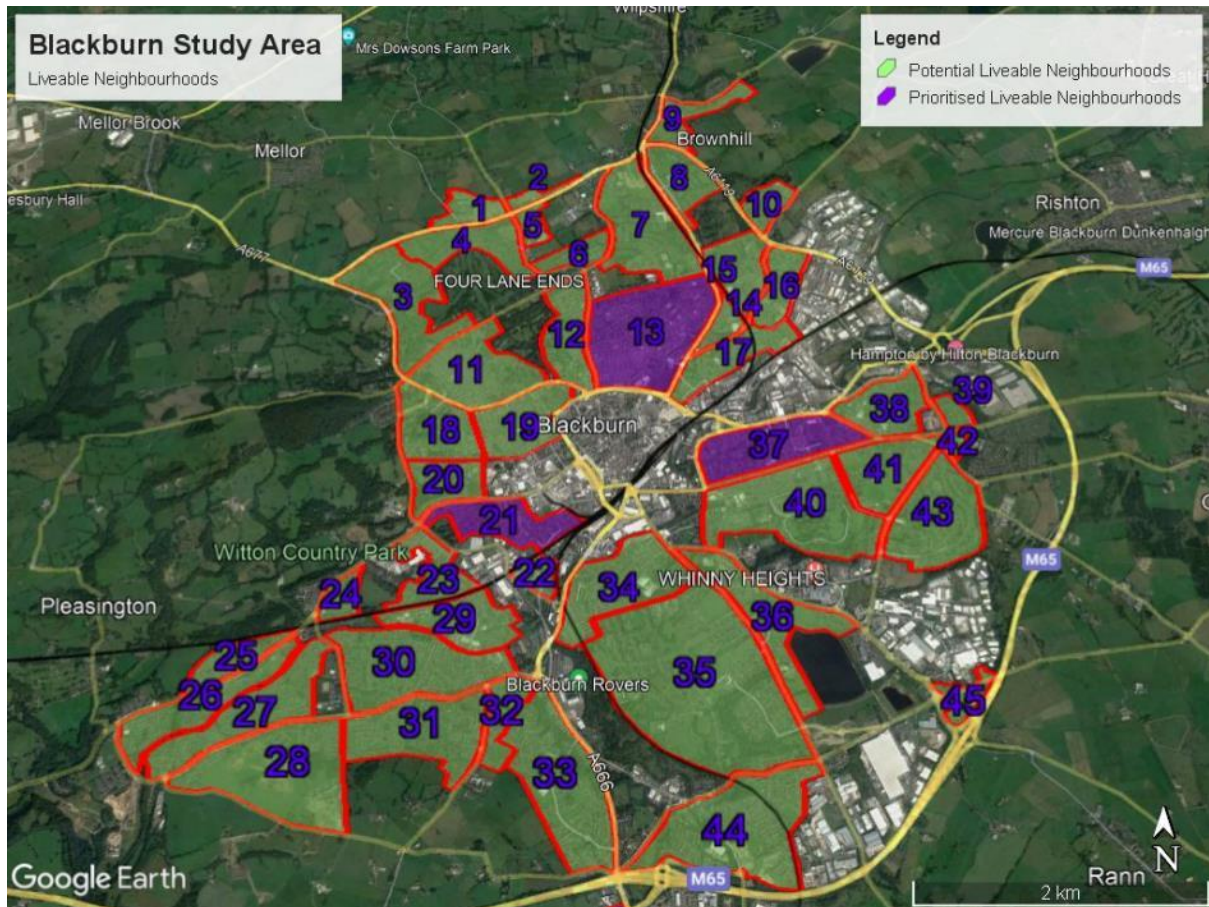 Blackburn Study Area
Liveable Neighbourhoods
Legend
Potential Liveable Neighbourhoods
Prioritised Liveable Neighbourhoods
Wilpshire
Mrs Dowsons Farm Park
Mellor Brook
Mellor
esbury Hall
A677
9
Brownhill
A6119
8
10
2
1
5
4
7
6
Rishton
Mercure Blackburn Dunkenhalgh
M65
FOUR LANE ENDS
3
15
16
14
13
12
17
11
Hampton by Hilton Blackburn
39
38
18
19
Blackburn
37
42
41
20
40
43
21
Witton Country Park
22
23
24
WHINNY HEIGHTS
M65
Pleasington
34
29
36
25
30
35
26
27
Blackburn Rovers
32
31
45
28
33
A666
44
M65
Google Earth
N
Rann
2 km